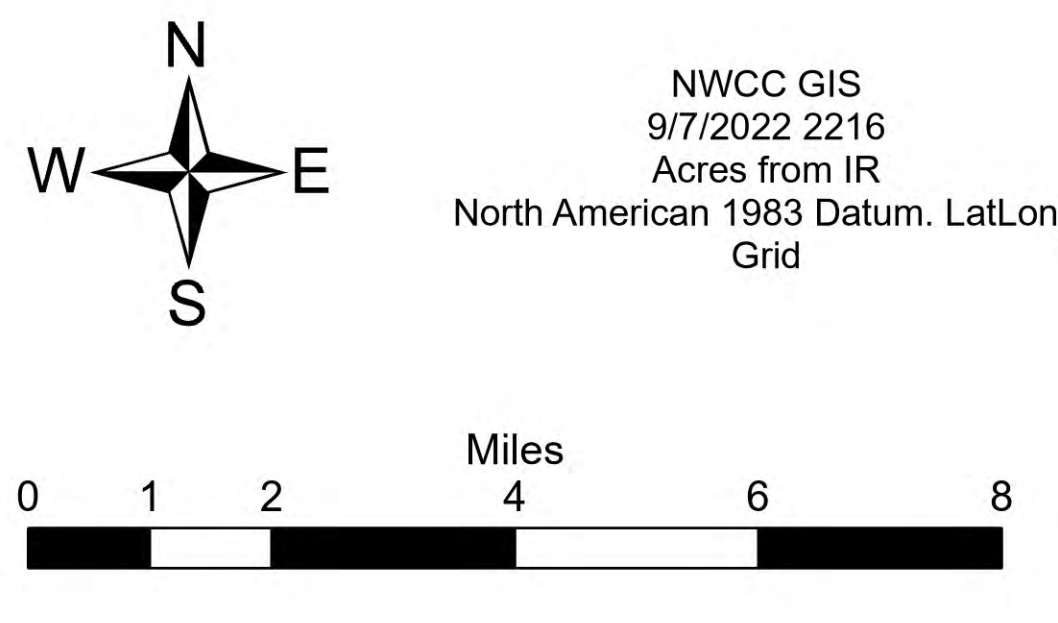 N
W E
S
NWCC GIS
9/7/2022 2216
Acres from IR
North American 1983 Datum. LatLon
Grid
Miles
0 1 2 4 6 8